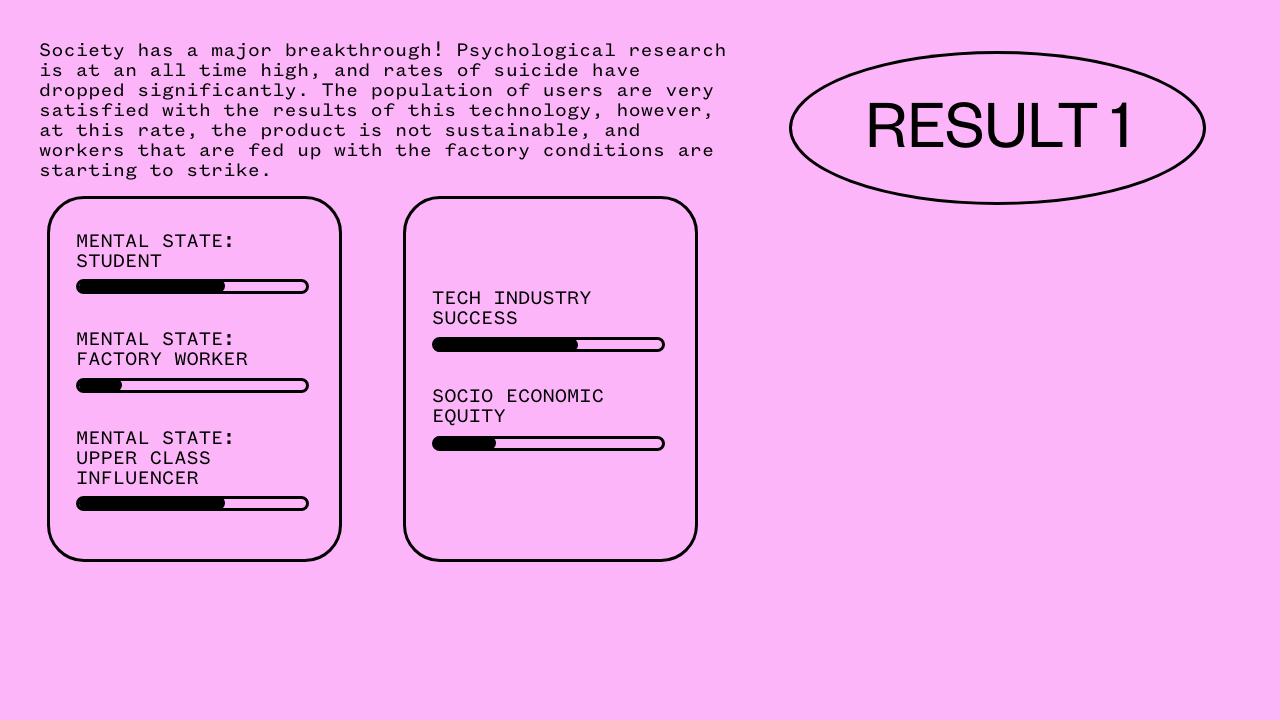 Society has a major breakthrough! Psychological research
is at an all time high, and rates of suicide have
dropped significantly. The population of users are very
satisfied with the results of this technology, however,
at this rate, the product is not sustainable, and
workers that are fed up with the factory conditions are
starting to strike.
RESULT 1
MENTAL STATE:
STUDENT
MENTAL STATE:
FACTORY WORKER
MENTAL STATE:
UPPER CLASS
INFLUENCER
TECH INDUSTRY
SUCCESS
SOCIO ECONOMIC
EQUITY